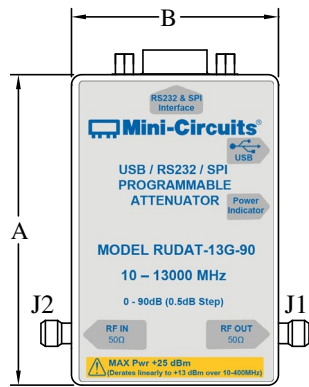 B
RS232 & SPI
Interface
Mini-Circuits®
USB
USB / RS232 / SPI
PROGRAMMABLE
ATTENUATOR
Power
Indicator
A
MODEL RUDAT-13G-90
10 – 13000 MHz
0 - 90dB (0.5dB Step)
J2
J1
RF IN
50Ω
RF OUT
50Ω
MAX Pwr +25 dBm
(Derates linearly to +13 dBm over 10-400MHz)